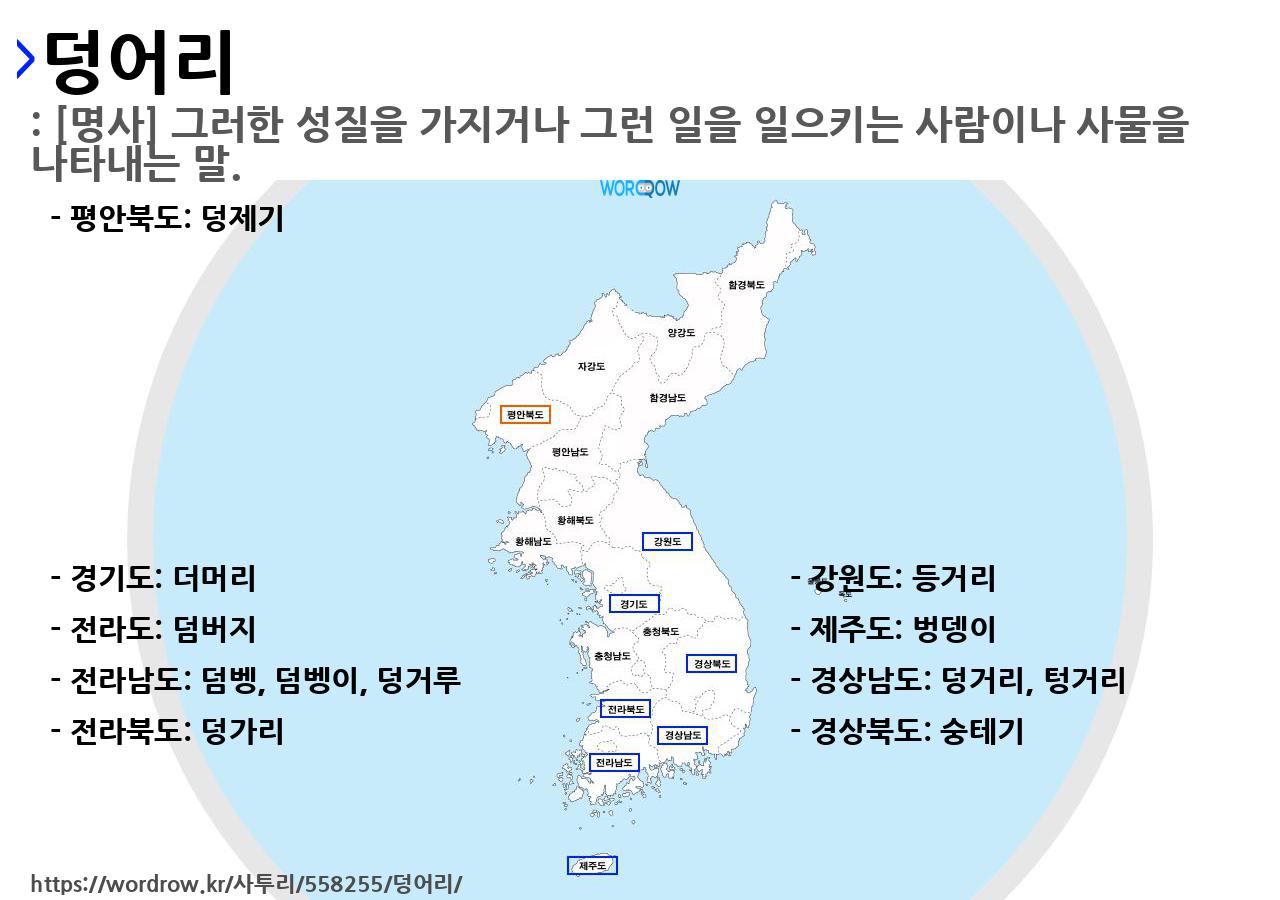 덩어리
: [명사] 그러한 성질을 가지거나 그런 일을 일으키는 사람이나 사물을
나타내는 말.
WORDROW
- 평안북도: 덩제기
함경북도
양강도
자강도
함경남도
평안북도
평안남도
황해북도
황해남도
강원도
경기도
충청북도
충청남도
경상북도
전라북도
경상남도
전라남도
제주도
- 경기도: 더머리
- 전라도: 덤버지
- 전라남도: 덤벵, 덤벵이, 덩거루
- 전라북도: 덩가리
- 강원도: 등거리
독도
- 제주도: 벙뎅이
- 경상남도: 덩거리, 텅거리
- 경상북도: 숭테기
https://wordrow.kr/사투리/558255/덩어리/